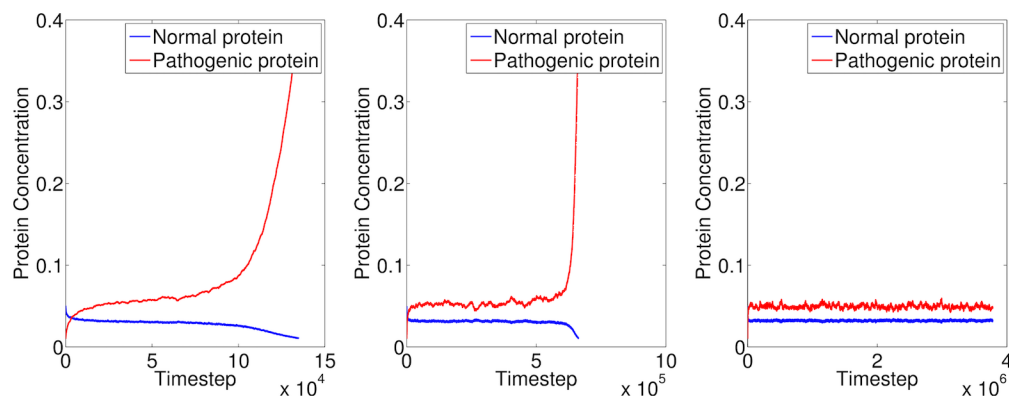 0.4
0.3
0.2
0.1
0
Protein Concentration
Normal protein
Pathogenic protein
0 5 10 15
Timestep
x 10^4
0.4
0.3
0.2
0.1
0
Protein Concentration
Normal protein
Pathogenic protein
0 5 10
Timestep
x 10^5
0.4
0.3
0.2
0.1
0
Protein Concentration
Normal protein
Pathogenic protein
0 2 4
Timestep
x 10^6